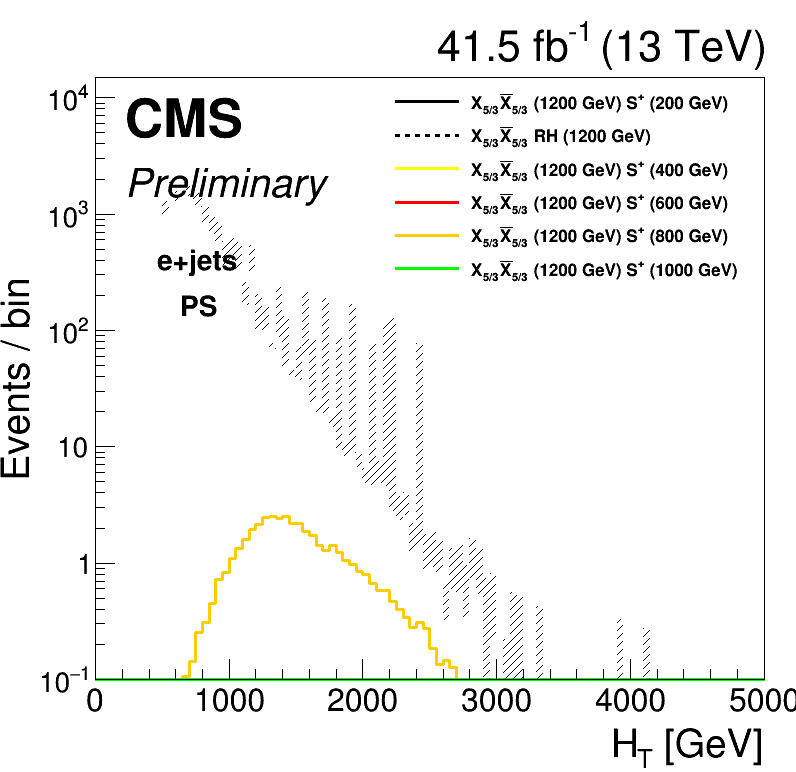 41.5 fb⁻¹ (13 TeV)
CMS
Preliminary
e+jets
PS
X₅/₃X̅₅/₃ (1200 GeV) S⁺ (200 GeV)
X₅/₃X̅₅/₃ RH (1200 GeV)
X₅/₃X̅₅/₃ (1200 GeV) S⁺ (400 GeV)
X₅/₃X̅₅/₃ (1200 GeV) S⁺ (600 GeV)
X₅/₃X̅₅/₃ (1200 GeV) S⁺ (800 GeV)
X₅/₃X̅₅/₃ (1200 GeV) S⁺ (1000 GeV)
Events / bin
10⁴
10³
10²
10
1
10⁻¹
0 1000 2000 3000 4000 5000
H_T [GeV]